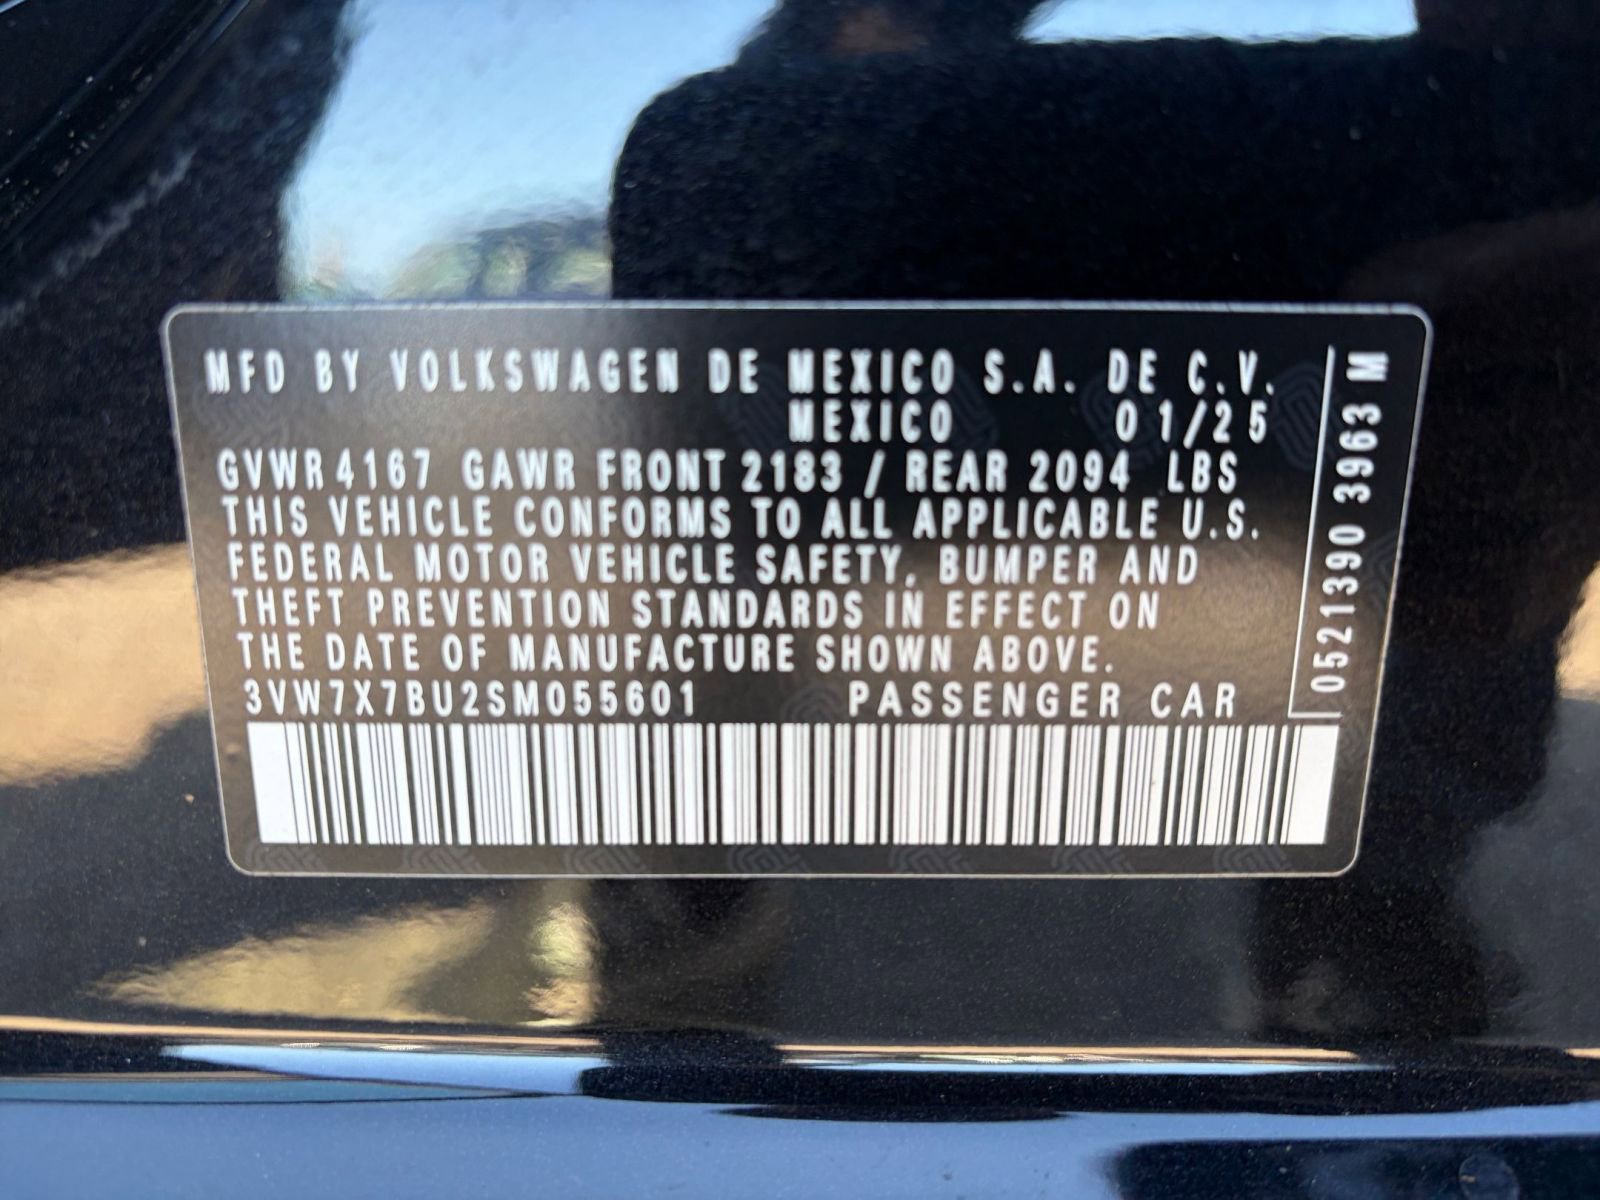 MFD BY VOLKSWAGEN DE MEXICO S.A. DE C.V.
MEXICO 01/25
GVWR 4167 GAWR FRONT 2183 / REAR 2094 LBS
THIS VEHICLE CONFORMS TO ALL APPLICABLE U.S.
FEDERAL MOTOR VEHICLE SAFETY, BUMPER AND
THEFT PREVENTION STANDARDS IN EFFECT ON
THE DATE OF MANUFACTURE SHOWN ABOVE.
3VW7X7BU2SM055601 PASSENGER CAR
0521390 3963 M